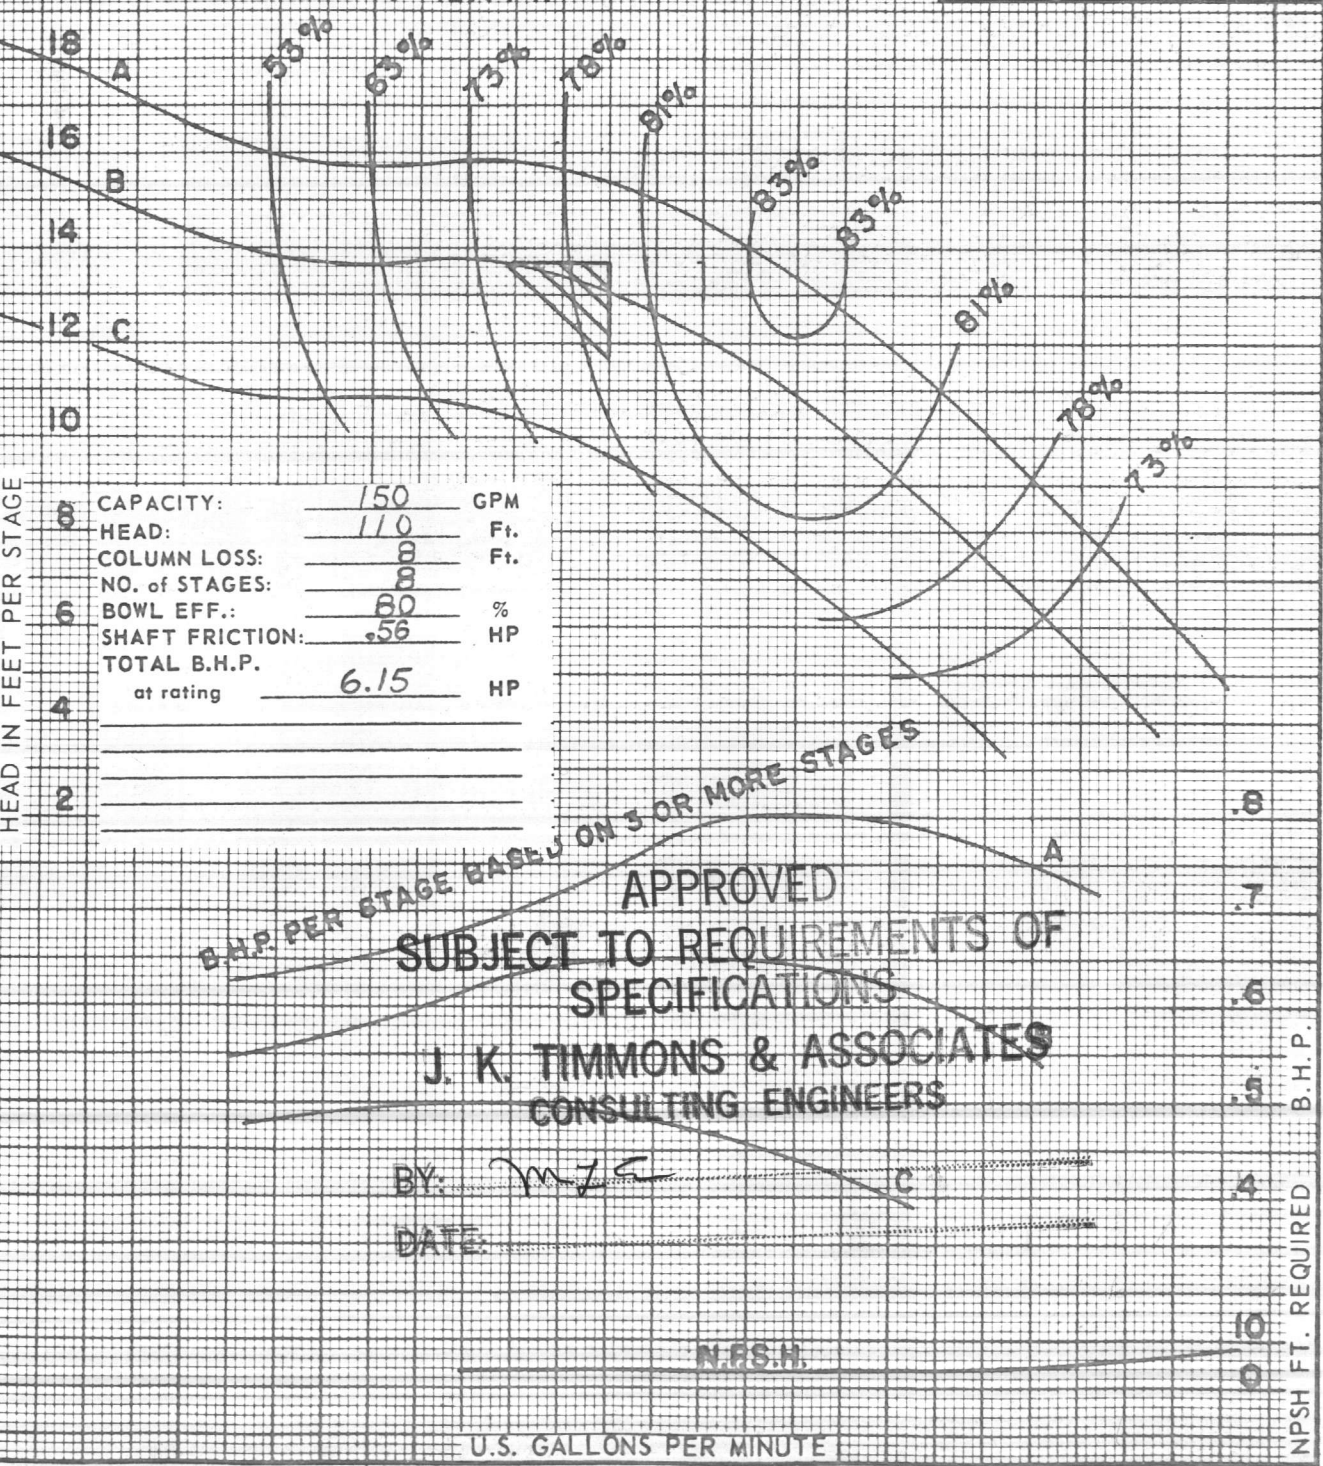 18
A
53%
63%
73%
78%
81%
83%
83%
16
B
14
12
C
81%
78%
73%
10
HEAD IN FEET PER STAGE
8
6
4
2
CAPACITY: 150 GPM
HEAD: 110 Ft.
COLUMN LOSS: 8 Ft.
NO. of STAGES: 8
BOWL EFF.: 80 %
SHAFT FRICTION: .56 HP
TOTAL B.H.P.
at rating 6.15 HP
B.H.P. PER STAGE BASED ON 3 OR MORE STAGES
A
.8
.7
.6
.5
.4
APPROVED
SUBJECT TO REQUIREMENTS OF
SPECIFICATIONS
J. K. TIMMONS & ASSOCIATES
CONSULTING ENGINEERS
BY:
C
DATE:
N.P.S.H.
10
0
NPSH FT. REQUIRED B.H.P.
U.S. GALLONS PER MINUTE